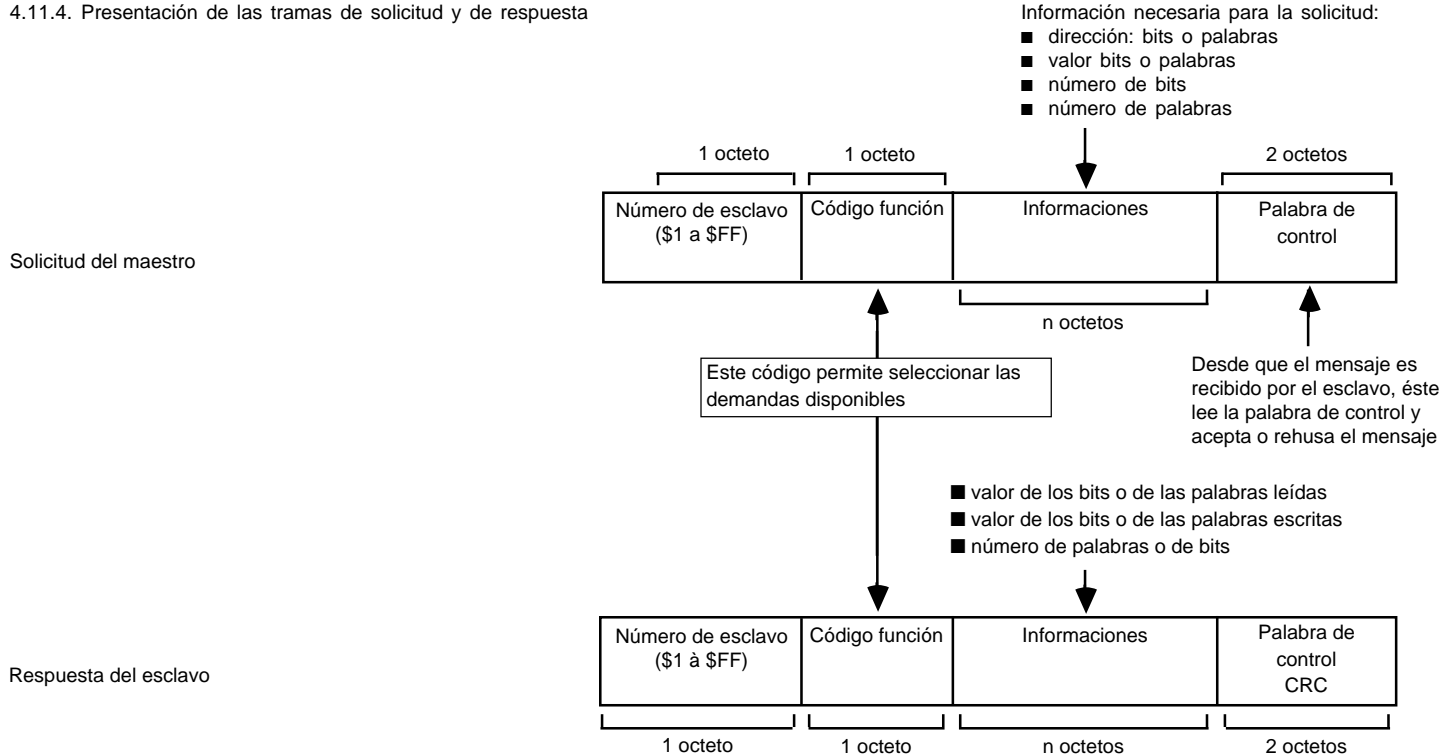 4.11.4. Presentación de las tramas de solicitud y de respuesta
Información necesaria para la solicitud:
■ dirección: bits o palabras
■ valor bits o palabras
■ número de bits
■ número de palabras
1 octeto
1 octeto
2 octetos
Número de esclavo
($1 a $FF)
Código función
Informaciones
Palabra de
control
Solicitud del maestro
n octetos
Este código permite seleccionar las
demandas disponibles
Desde que el mensaje es
recibido por el esclavo, éste
lee la palabra de control y
acepta o rehusa el mensaje
■ valor de los bits o de las palabras leídas
■ valor de los bits o de las palabras escritas
■ número de palabras o de bits
Número de esclavo
($1 à $FF)
Código función
Informaciones
Palabra de
control
CRC
Respuesta del esclavo
1 octeto
1 octeto
n octetos
2 octetos